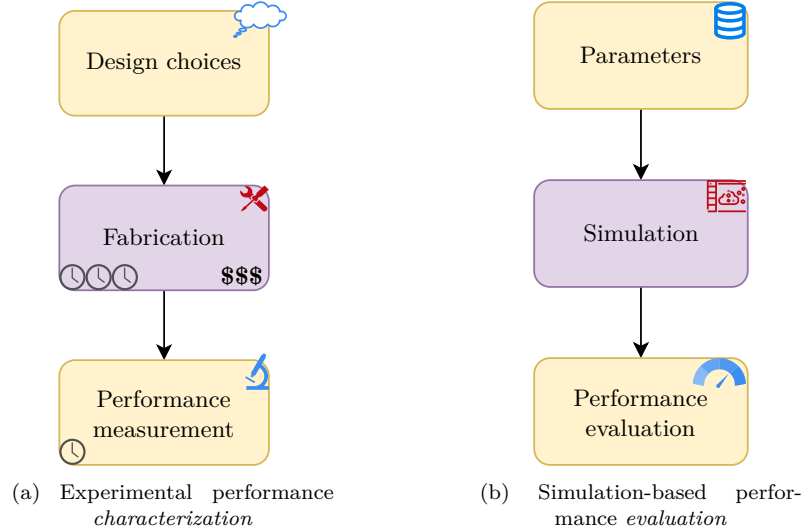 Design choices
Fabrication
$$$
Performance
measurement
(a) Experimental performance
characterization
Parameters
Simulation
Performance
evaluation
(b) Simulation-based perfor-
mance evaluation